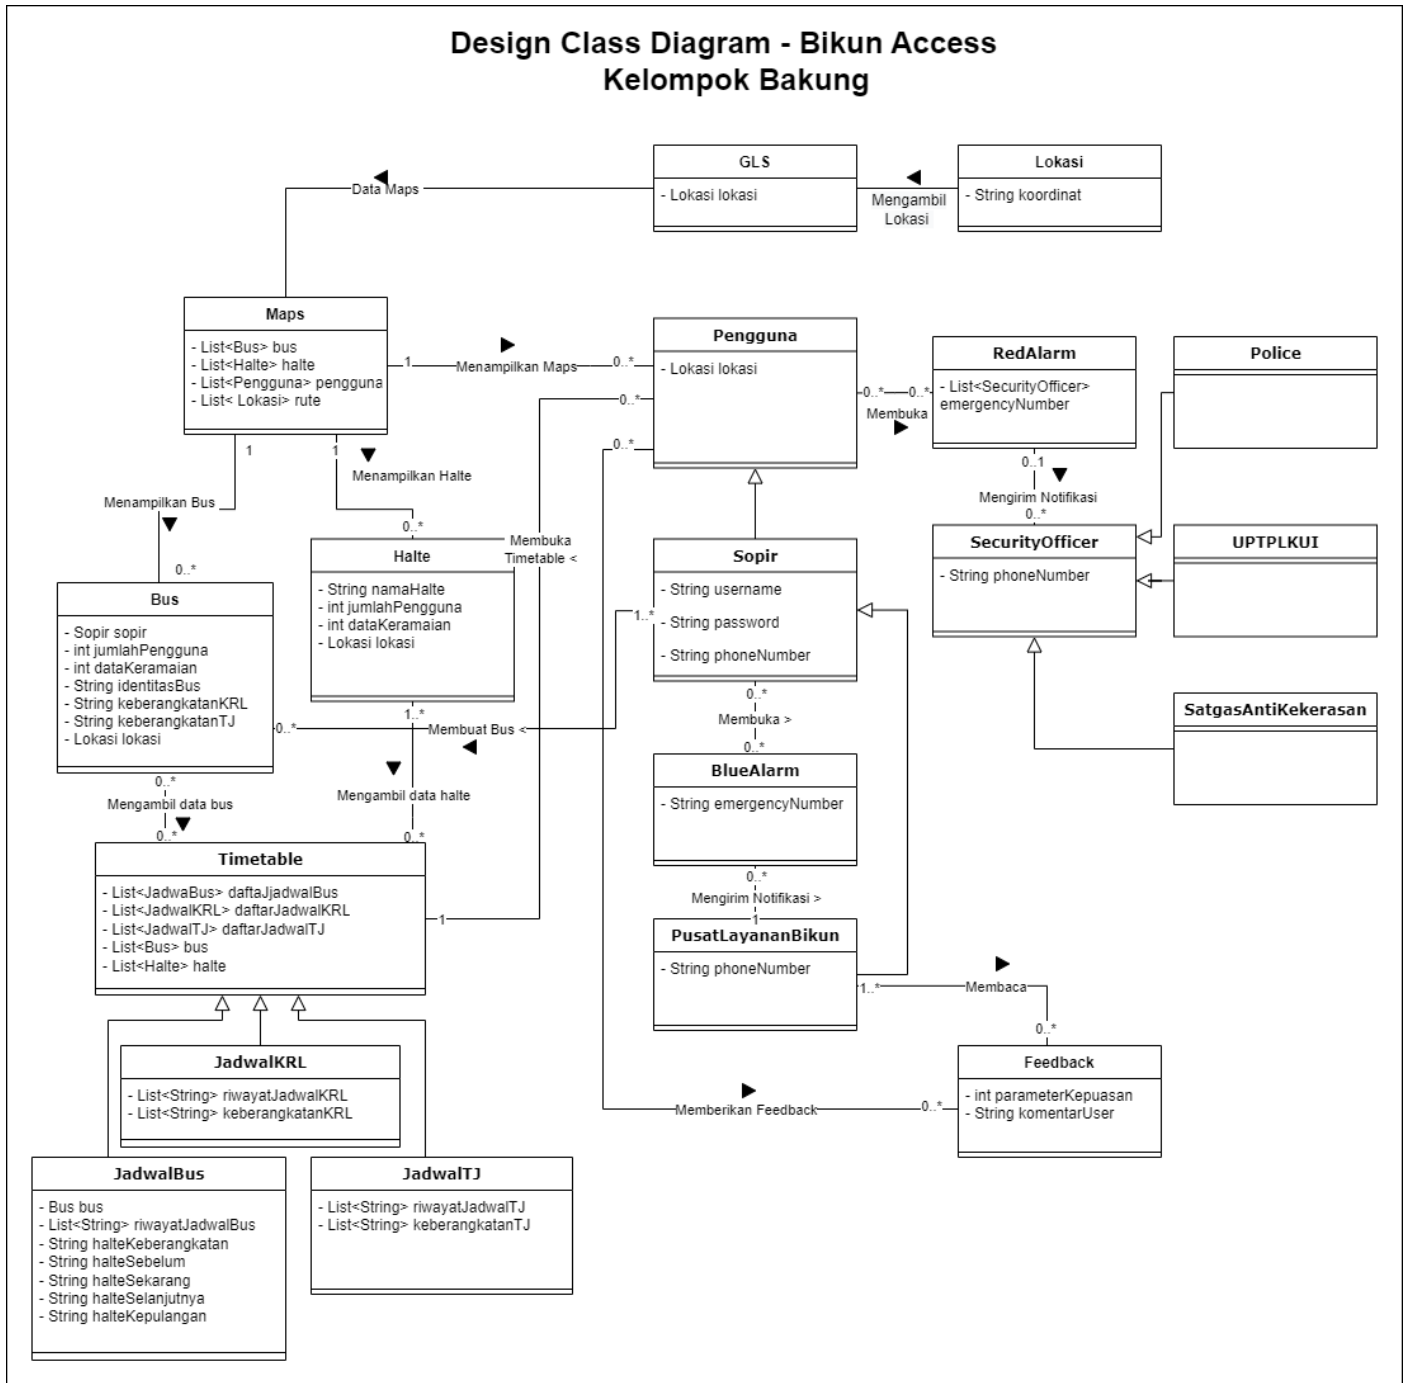 Design Class Diagram - Bikun Access
Kelompok Bakung
GLS
- Lokasi lokasi
Lokasi
- String koordinat
Data Maps
Mengambil
Lokasi
Maps
- List<Bus> bus
- List<Halte> halte
- List<Pengguna> pengguna
- List< Lokasi> rute
1
Menampilkan Maps
0..*
Pengguna
- Lokasi lokasi
0..*
0..*
0..*
0..*
Membuka
RedAlarm
- List<SecurityOfficer>
emergencyNumber
Police
1
1
Menampilkan Halte
Menampilkan Bus
0..*
0..*
0..1
Mengirim Notifikasi
0..*
Membuka
Timetable <
Halte
- String namaHalte
- int jumlahPengguna
- int dataKeramaian
- Lokasi lokasi
Sopir
- String username
- String password
- String phoneNumber
SecurityOfficer
- String phoneNumber
UPTPLKUI
Bus
- Sopir sopir
- int jumlahPengguna
- int dataKeramaian
- String identitasBus
- String keberangkatanKRL
- String keberangkatanTJ
- Lokasi lokasi
1..*
0..*
Membuat Bus <
1..*
Mengambil data halte
0..*
0..*
Membuka >
0..*
SatgasAntiKekerasan
BlueAlarm
- String emergencyNumber
0..*
Mengambil data bus
0..*
Timetable
- List<JadwaBus> daftaJjadwalBus
- List<JadwalKRL> daftarJadwalKRL
- List<JadwalTJ> daftarJadwalTJ
- List<Bus> bus
- List<Halte> halte
1
0..*
Mengirim Notifikasi >
1
PusatLayananBikun
- String phoneNumber
1..*
Membaca
0..*
JadwalKRL
- List<String> riwayatJadwalKRL
- List<String> keberangkatanKRL
Feedback
- int parameterKepuasan
- String komentarUser
Memberikan Feedback
0..*
JadwalBus
- Bus bus
- List<String> riwayatJadwalBus
- String halteKeberangkatan
- String halteSebelum
- String halteSekarang
- String halteSelanjutnya
- String halteKepulangan
JadwalTJ
- List<String> riwayatJadwalTJ
- List<String> keberangkatanTJ